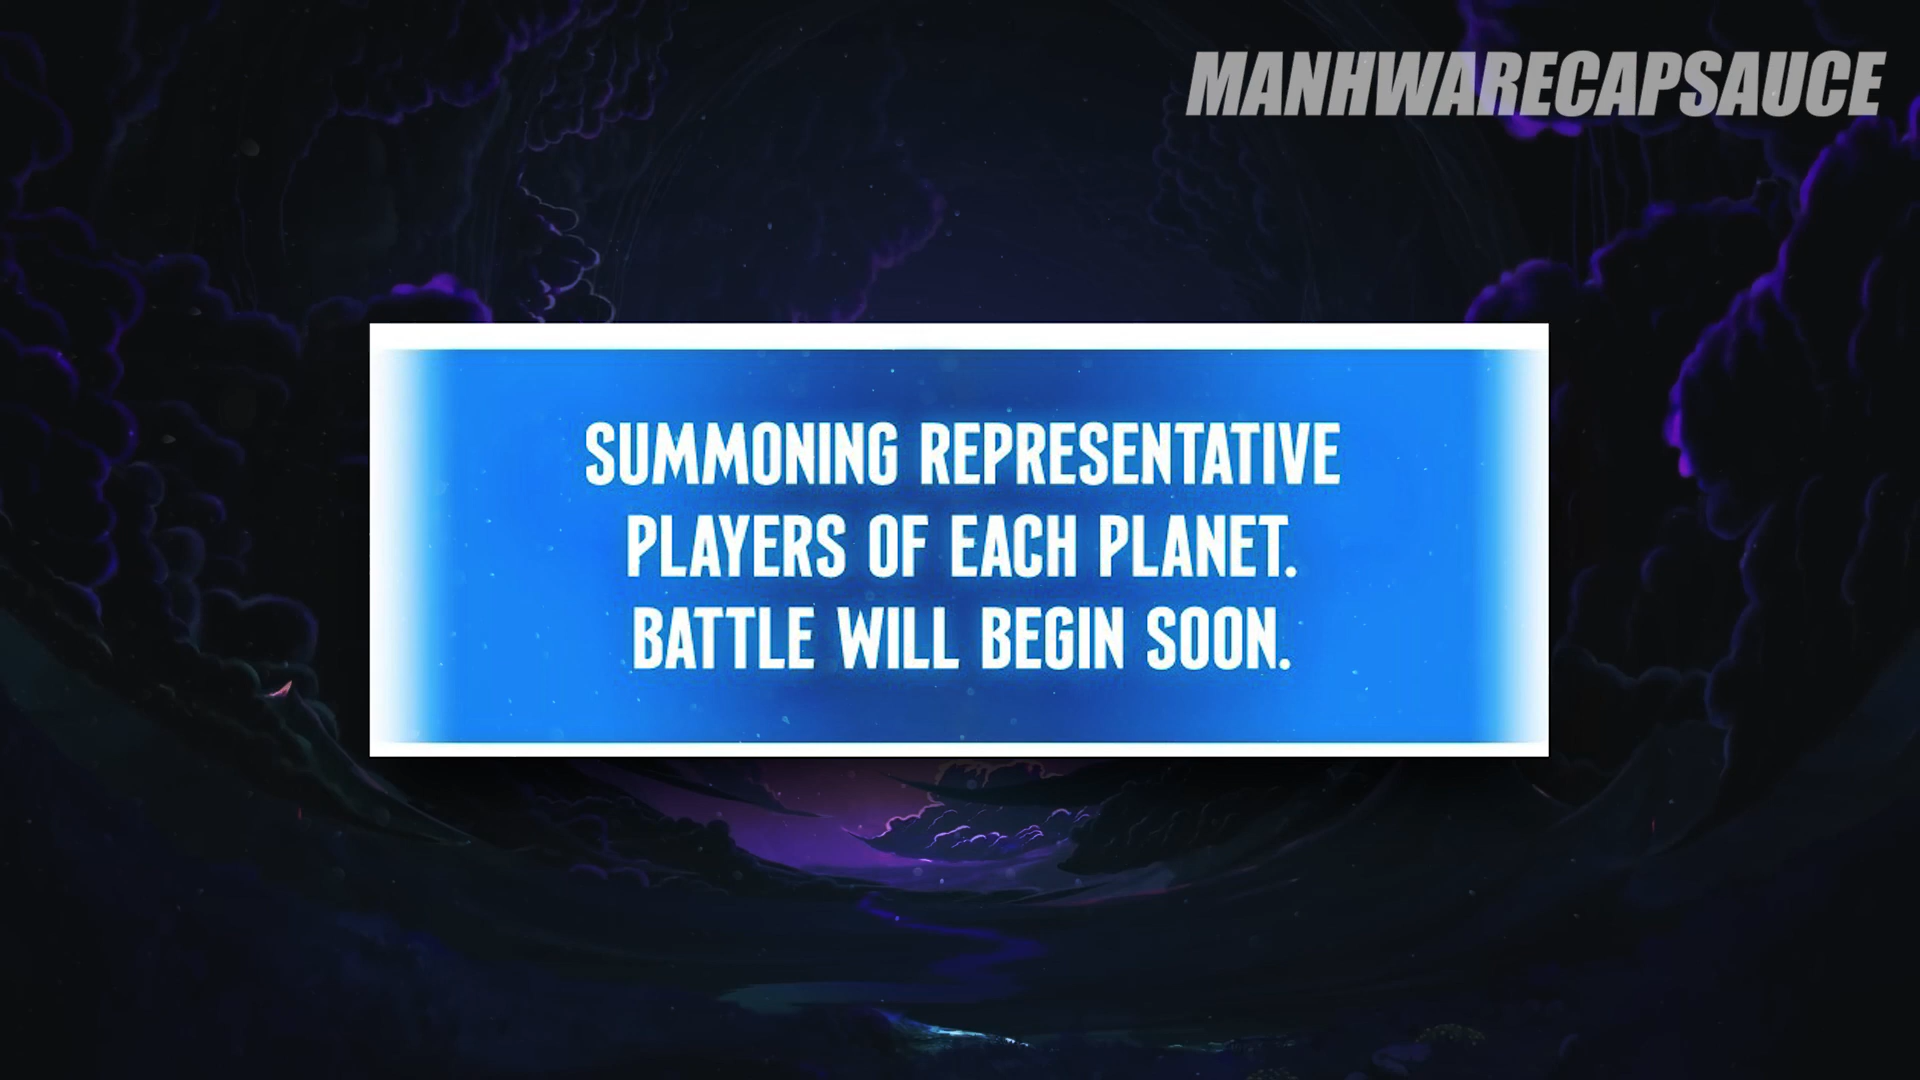 MANHWARECAPSAUCE
SUMMONING REPRESENTATIVE
PLAYERS OF EACH PLANET.
BATTLE WILL BEGIN SOON.